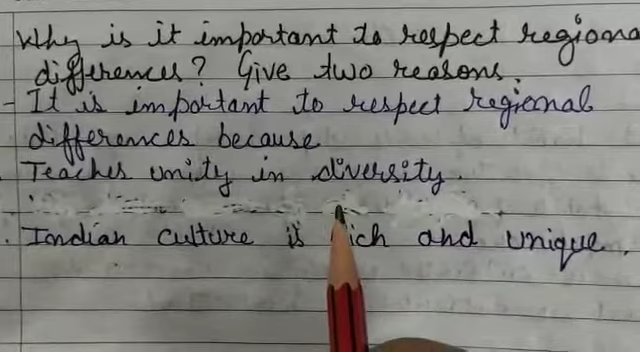 Why is it important to respect regiona
differences? Give two reasons.
- It is important to respect regional
differences because
. Teaches unity in diversity.
. Indian culture is rich and unique.